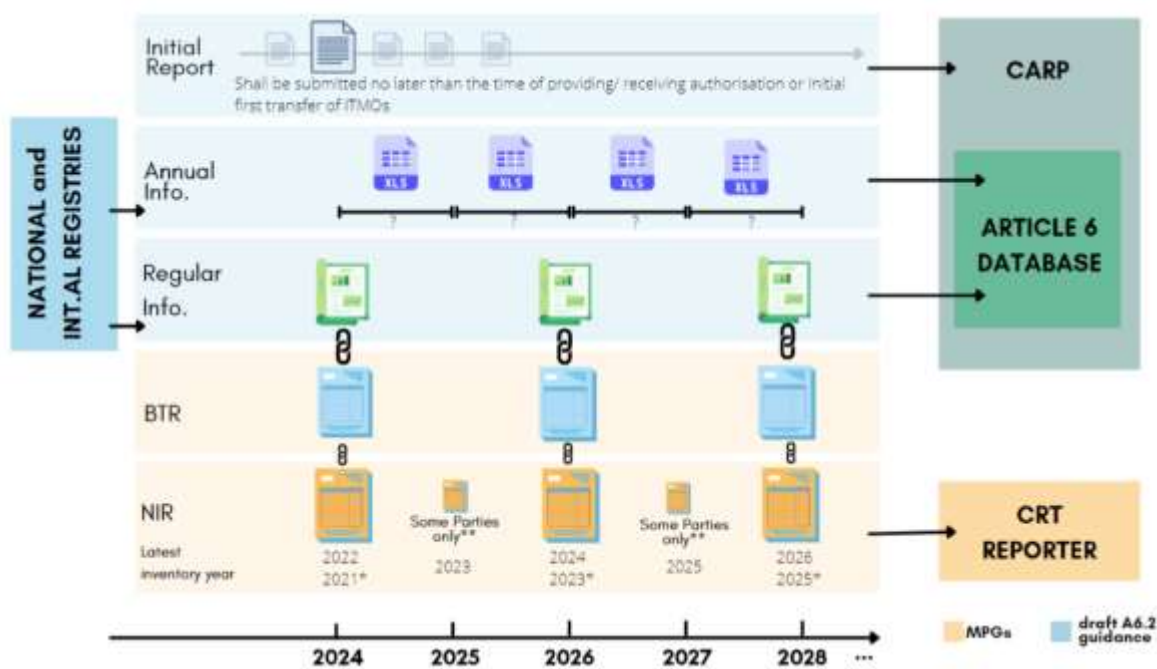 Initial
Report
Shall be submitted no later than the time of providing/ receiving authorisation or initial
first transfer of ITMOs
CARP
NATIONAL and
INT.AL REGISTRIES
Annual
Info.
XLS
XLS
XLS
XLS
?
?
?
?
ARTICLE 6
DATABASE
Regular
Info.
BTR
NIR
Some Parties
only**
Some Parties
only**
Latest
inventory year
2022
2021*
2023
2024
2023*
2025
2026
2025*
CRT
REPORTER
MPGs
draft A6.2
guidance
2024
2025
2026
2027
2028
...